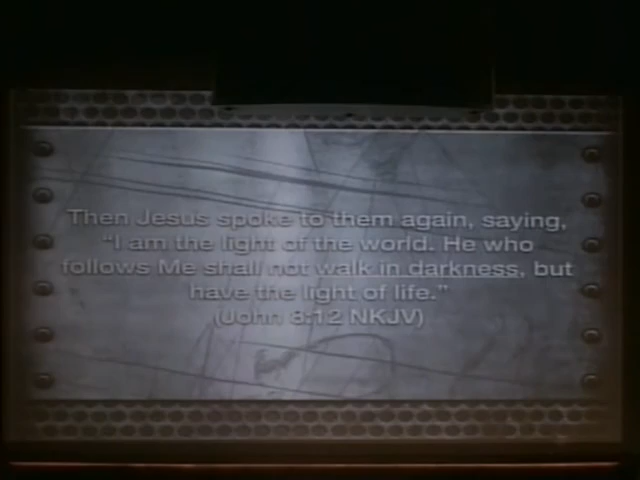 Then Jesus spoke to them again, saying,
"I am the light of the world. He who
follows Me shall not walk in darkness, but
have the light of life."
(John 8:12 NKJV)